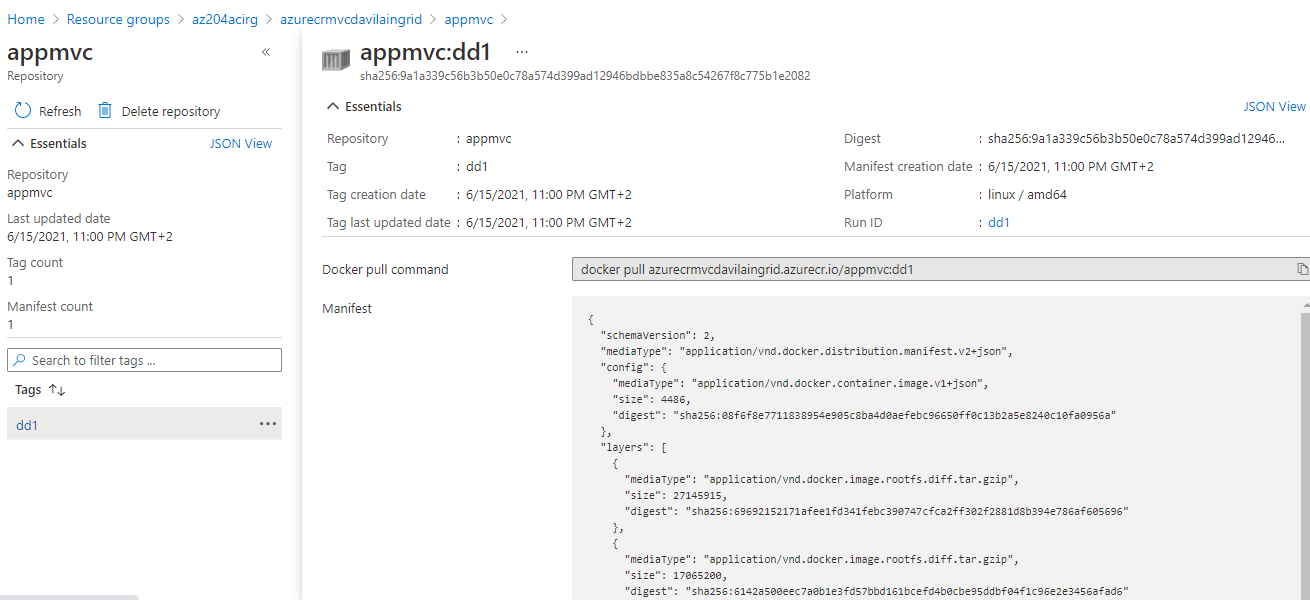 Home > Resource groups > az204acirg > azurecrmvcdavilaingrid > appmvc >
appmvc
Repository
Refresh Delete repository
Essentials JSON View
Repository
appmvc
Last updated date
6/15/2021, 11:00 PM GMT+2
Tag count
1
Manifest count
1
Search to filter tags ...
Tags
dd1
appmvc:dd1
sha256:9a1a339c56b3b50e0c78a574d399ad12946bdbbe835a8c54267f8c775b1e2082
Essentials JSON View
Repository : appmvc
Tag : dd1
Tag creation date : 6/15/2021, 11:00 PM GMT+2
Tag last updated date : 6/15/2021, 11:00 PM GMT+2
Digest : sha256:9a1a339c56b3b50e0c78a574d399ad12946...
Manifest creation date : 6/15/2021, 11:00 PM GMT+2
Platform : linux / amd64
Run ID : dd1
Docker pull command docker pull azurecrmvcdavilaingrid.azurecr.io/appmvc:dd1
Manifest
{
"schemaVersion": 2,
"mediaType": "application/vnd.docker.distribution.manifest.v2+json",
"config": {
"mediaType": "application/vnd.docker.container.image.v1+json",
"size": 4486,
"digest": "sha256:08f6f8e7711838954e905c8ba4d0aefebc96650ff0c13b2a5e8240c10fa0956a"
},
"layers": [
{
"mediaType": "application/vnd.docker.image.rootfs.diff.tar.gzip",
"size": 27145915,
"digest": "sha256:69692152171afee1fd341febc390747cfca2ff302f2881d8b394e786af605696"
},
{
"mediaType": "application/vnd.docker.image.rootfs.diff.tar.gzip",
"size": 17065200,
"digest": "sha256:6142a500eec7a0b1e3fd57bbd161bcefd4b0cbe95ddbf04f1c96e2e3456afad6"